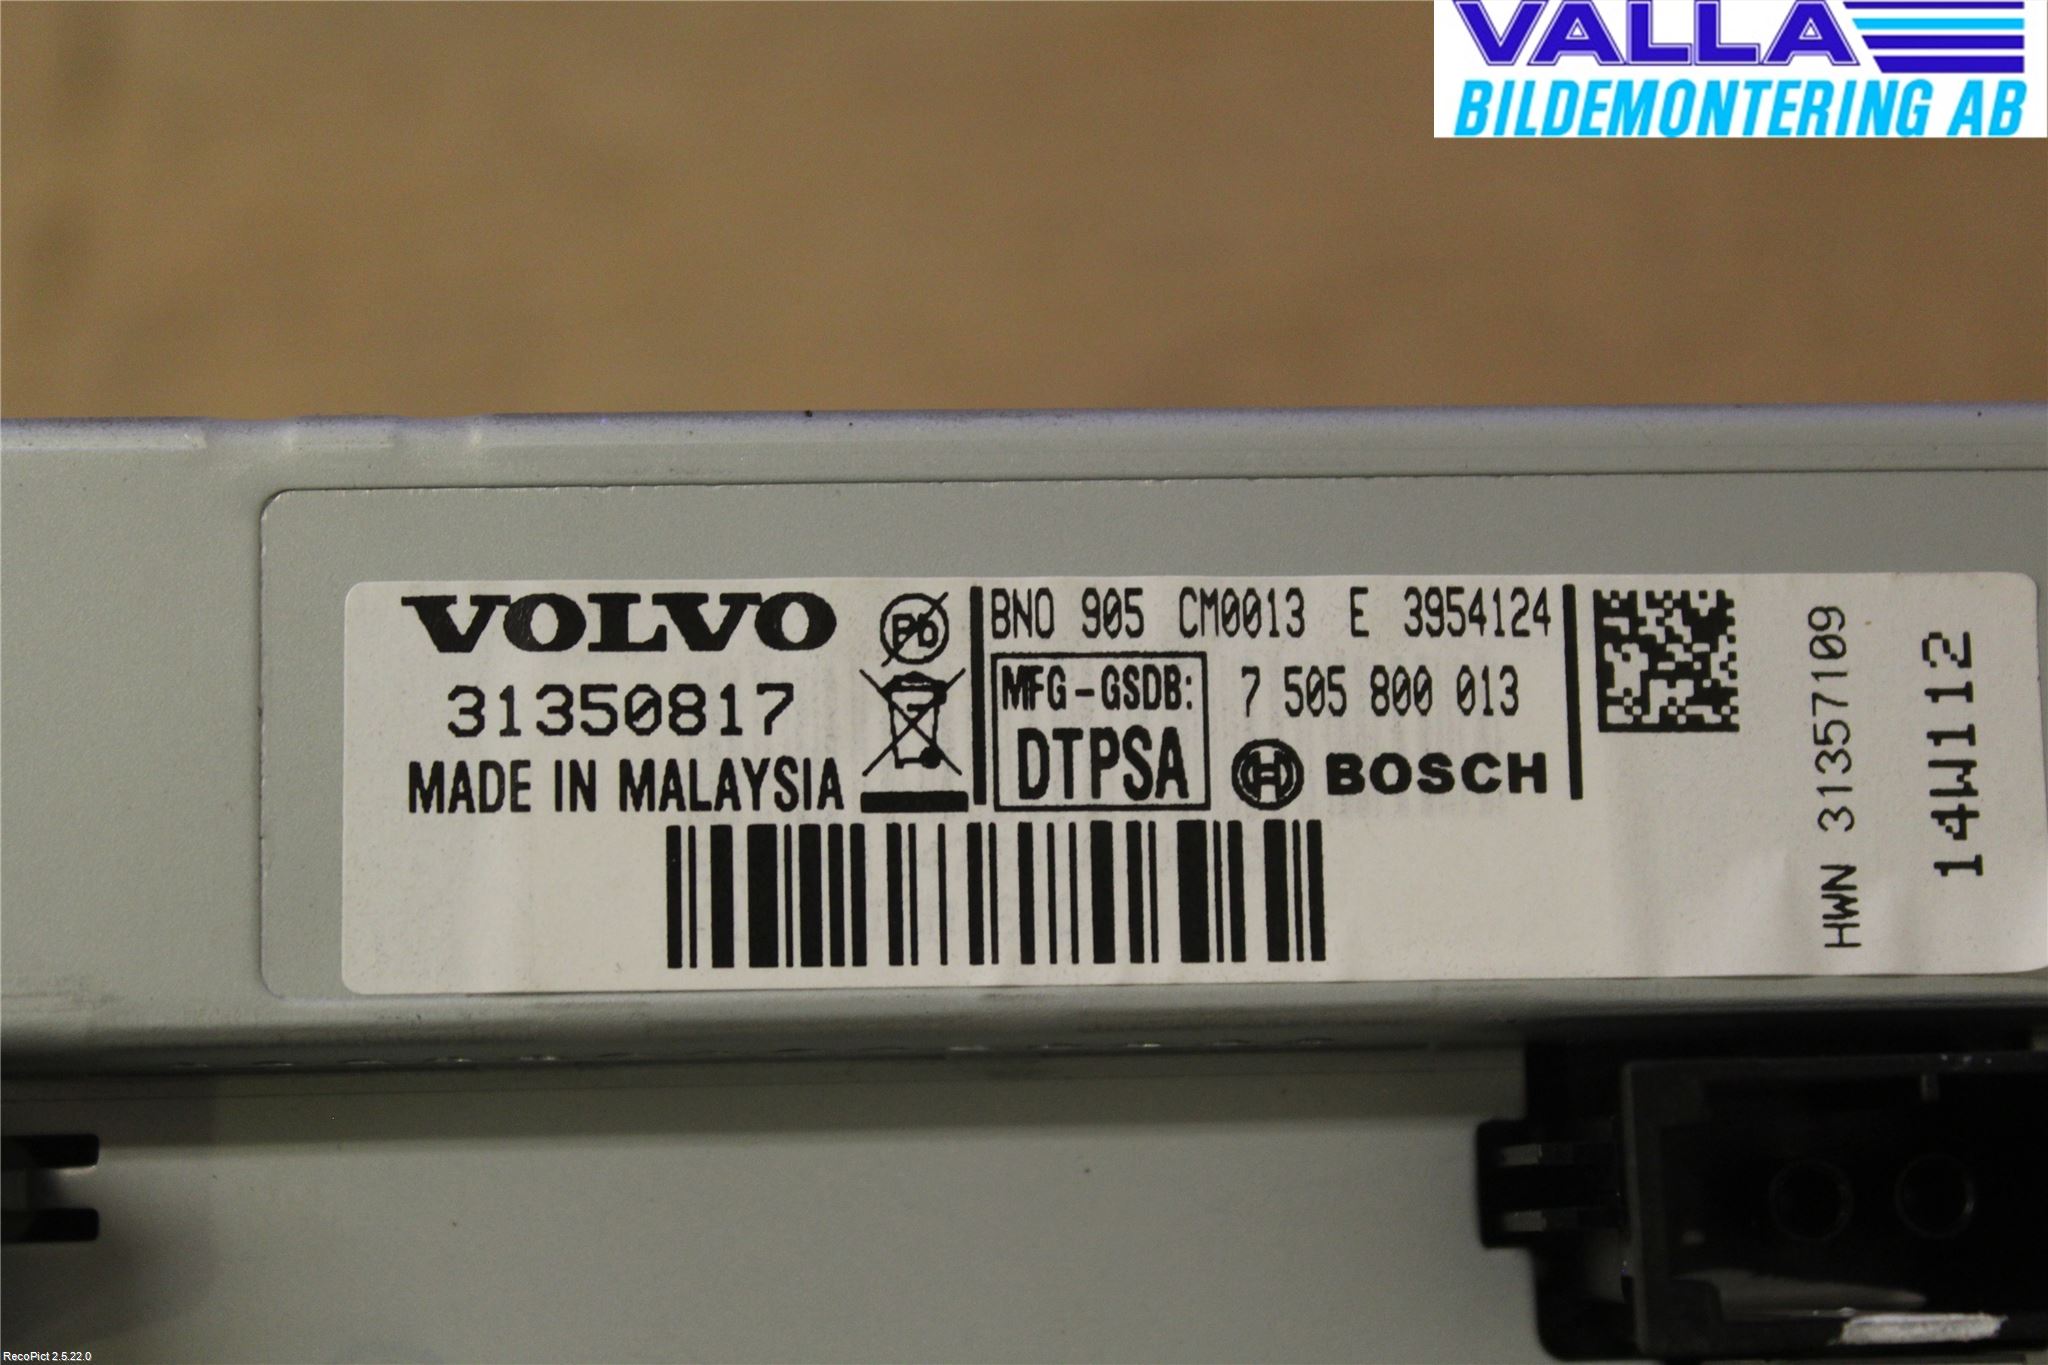 VALLA
BILDEMONTERING AB
VOLVO
31350817
MADE IN MALAYSIA
Pb
BNO 905 CM0013 E 3954124
MFG-GSDB:
DTPSA
7 505 800 013
BOSCH
HWN 31357109
14W112
RecoPict 2.5.22.0